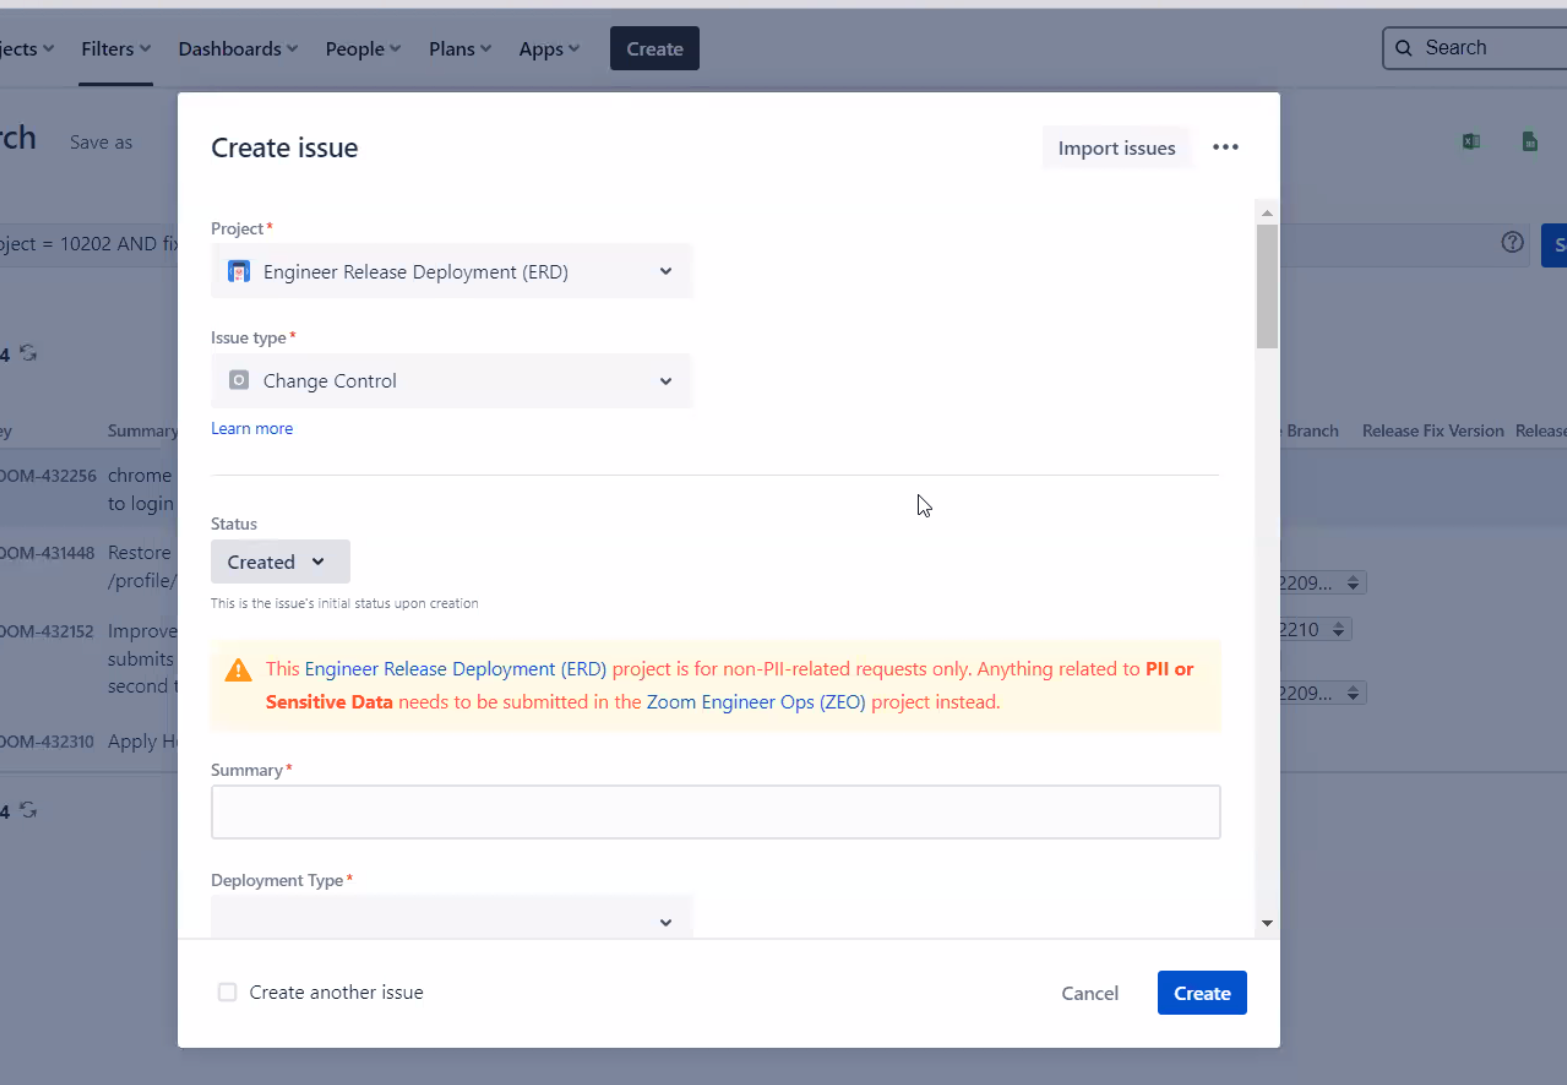 jects Filters Dashboards People Plans Apps Create Search
rch Save as
Create issue Import issues
Project *
oject = 10202 AND fix
Engineer Release Deployment (ERD)
Issue type *
4
Change Control
Learn more
ey Summary Branch Release Fix Version Release
OOM-432256 chrome
to login
Status
OOM-431448 Restore
/profile/
Created
2209...
This is the issue's initial status upon creation
OOM-432152 Improve
submits
second t
2210
This Engineer Release Deployment (ERD) project is for non-PII-related requests only. Anything related to PII or
Sensitive Data needs to be submitted in the Zoom Engineer Ops (ZEO) project instead.
2209...
OOM-432310 Apply H
Summary *
4
Deployment Type *
Create another issue Cancel Create